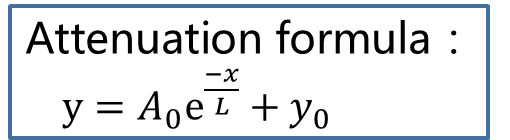 Attenuation formula :
y = A₀e^(-x/L) + y₀